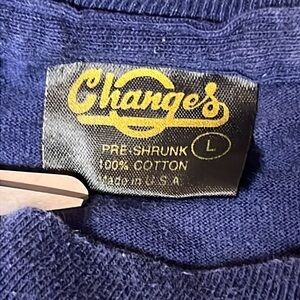 Changes
PRE-SHRUNK L
100% COTTON
Made in U.S.A.